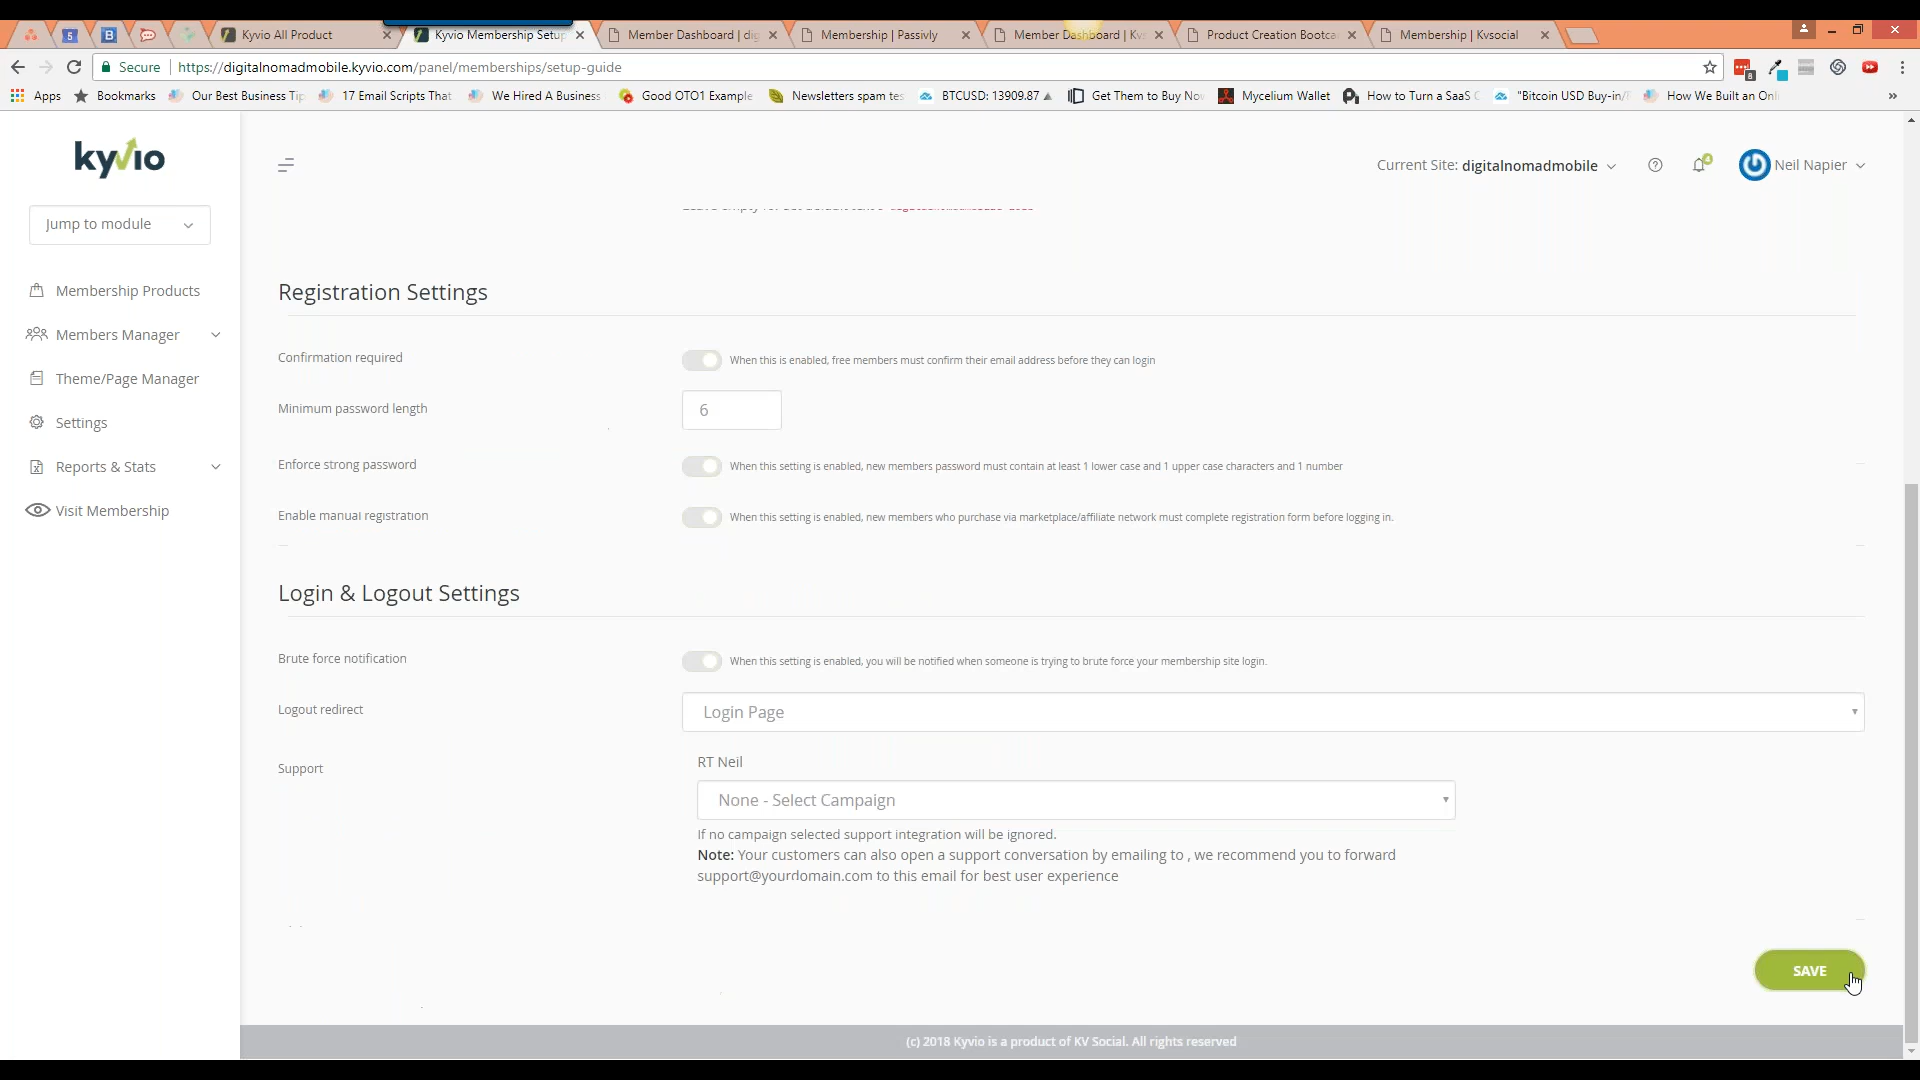 Kyvio All Product
Kyvio Membership Setup
Member Dashboard | dig
Membership | Passivly
Member Dashboard | Kv
Product Creation Bootca
Membership | Kvsocial
Secure
https://digitalnomadmobile.kyvio.com/panel/memberships/setup-guide
Apps
Bookmarks
Our Best Business Tip
17 Email Scripts That
We Hired A Business
Good OTO1 Example
Newsletters spam tes
BTCUSD: 13909.87
Get Them to Buy Now
Mycelium Wallet
How to Turn a SaaS
"Bitcoin USD Buy-in/
How We Built an Onl
kyvio
Current Site: digitalnomadmobile
4
Neil Napier
Jump to module
Membership Products
Members Manager
Theme/Page Manager
Settings
Reports & Stats
Visit Membership
Registration Settings
Confirmation required
When this is enabled, free members must confirm their email address before they can login
Minimum password length
6
Enforce strong password
When this setting is enabled, new members password must contain at least 1 lower case and 1 upper case characters and 1 number
Enable manual registration
When this setting is enabled, new members who purchase via marketplace/affiliate network must complete registration form before logging in.
Login & Logout Settings
Brute force notification
When this setting is enabled, you will be notified when someone is trying to brute force your membership site login.
Logout redirect
Login Page
Support
RT Neil
None - Select Campaign
If no campaign selected support integration will be ignored.
Note: Your customers can also open a support conversation by emailing to , we recommend you to forward
support@yourdomain.com to this email for best user experience
SAVE
(c) 2018 Kyvio is a product of KV Social. All rights reserved